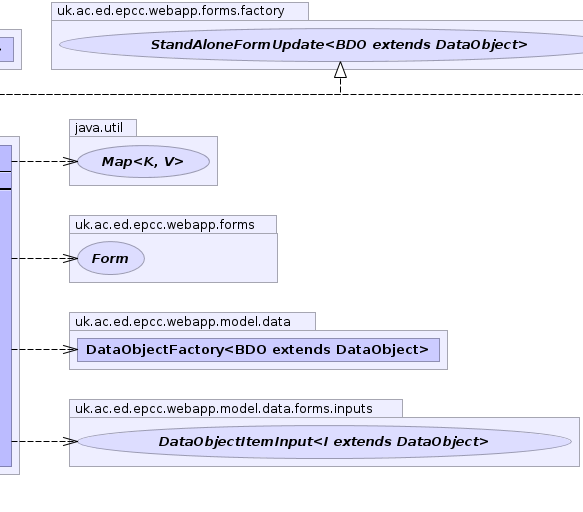 uk.ac.ed.epcc.webapp.forms.factory
StandAloneFormUpdate<BDO extends DataObject>
java.util
Map<K, V>
uk.ac.ed.epcc.webapp.forms
Form
uk.ac.ed.epcc.webapp.model.data
DataObjectFactory<BDO extends DataObject>
uk.ac.ed.epcc.webapp.model.data.forms.inputs
DataObjectItemInput<I extends DataObject>